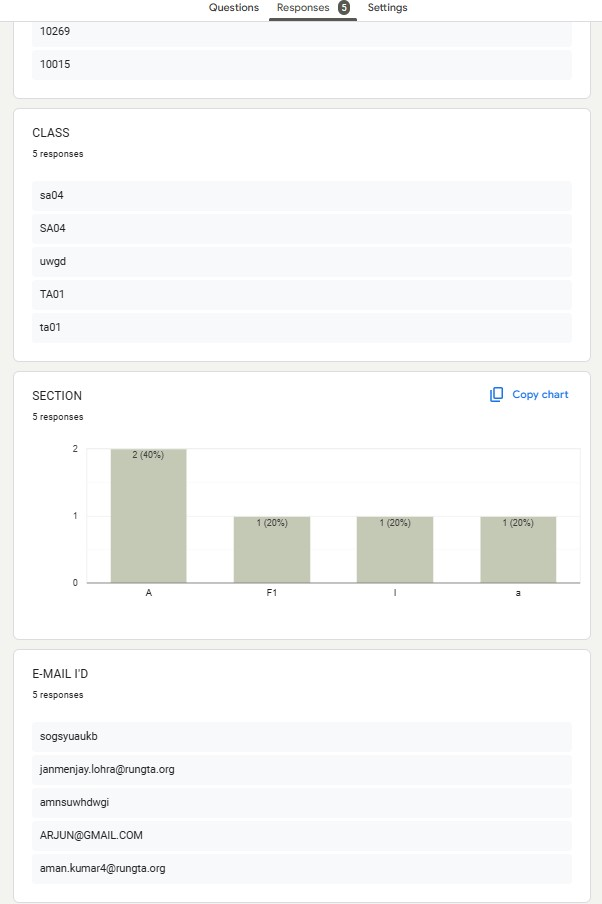 Questions Responses 5 Settings
10269
10015
CLASS
5 responses
sa04
SA04
uwgd
TA01
ta01
SECTION
Copy chart
5 responses
2
2 (40%)
1
1 (20%) 1 (20%) 1 (20%)
0
A F1 I a
E-MAIL I'D
5 responses
sogsyuaukb
janmenjay.lohra@rungta.org
amnsuwhdwgi
ARJUN@GMAIL.COM
aman.kumar4@rungta.org